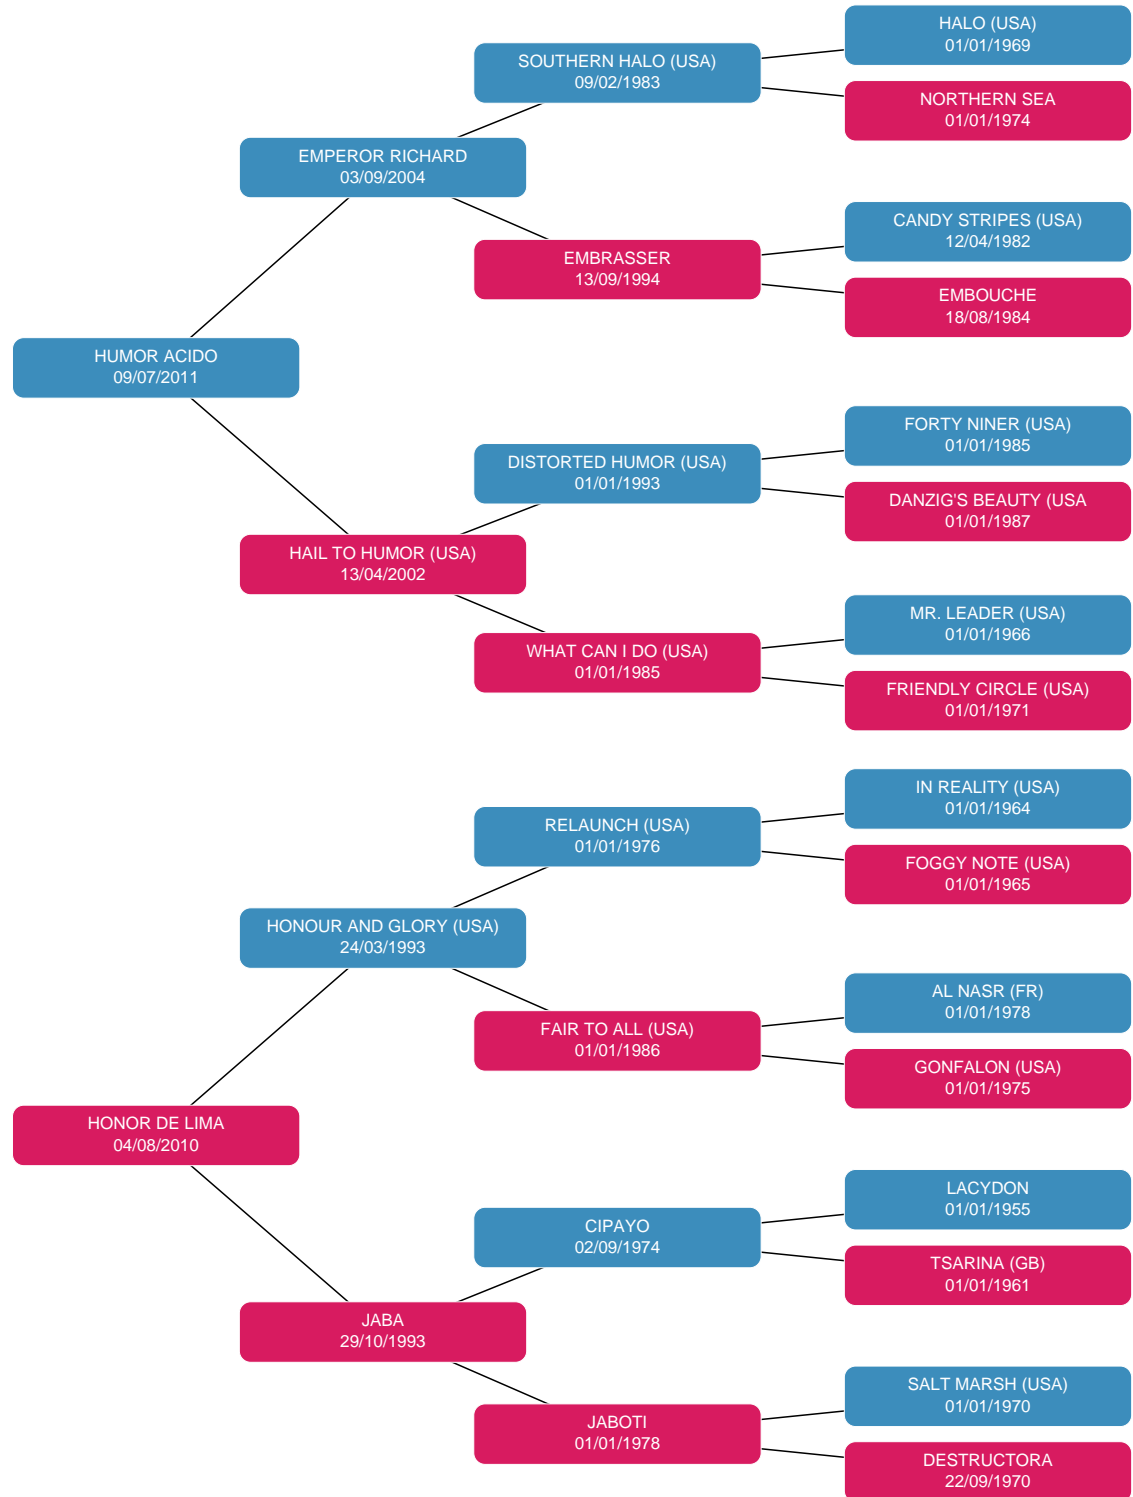 HALO (USA)
01/01/1969
SOUTHERN HALO (USA)
09/02/1983
NORTHERN SEA
01/01/1974
EMPEROR RICHARD
03/09/2004
CANDY STRIPES (USA)
12/04/1982
EMBRASSER
13/09/1994
EMBOUCHE
18/08/1984
HUMOR ACIDO
09/07/2011
FORTY NINER (USA)
01/01/1985
DISTORTED HUMOR (USA)
01/01/1993
DANZIG'S BEAUTY (USA
01/01/1987
HAIL TO HUMOR (USA)
13/04/2002
MR. LEADER (USA)
01/01/1966
WHAT CAN I DO (USA)
01/01/1985
FRIENDLY CIRCLE (USA)
01/01/1971
IN REALITY (USA)
01/01/1964
RELAUNCH (USA)
01/01/1976
FOGGY NOTE (USA)
01/01/1965
HONOUR AND GLORY (USA)
24/03/1993
AL NASR (FR)
01/01/1978
FAIR TO ALL (USA)
01/01/1986
GONFALON (USA)
01/01/1975
HONOR DE LIMA
04/08/2010
LACYDON
01/01/1955
CIPAYO
02/09/1974
TSARINA (GB)
01/01/1961
JABA
29/10/1993
SALT MARSH (USA)
01/01/1970
JABOTI
01/01/1978
DESTRUCTORA
22/09/1970